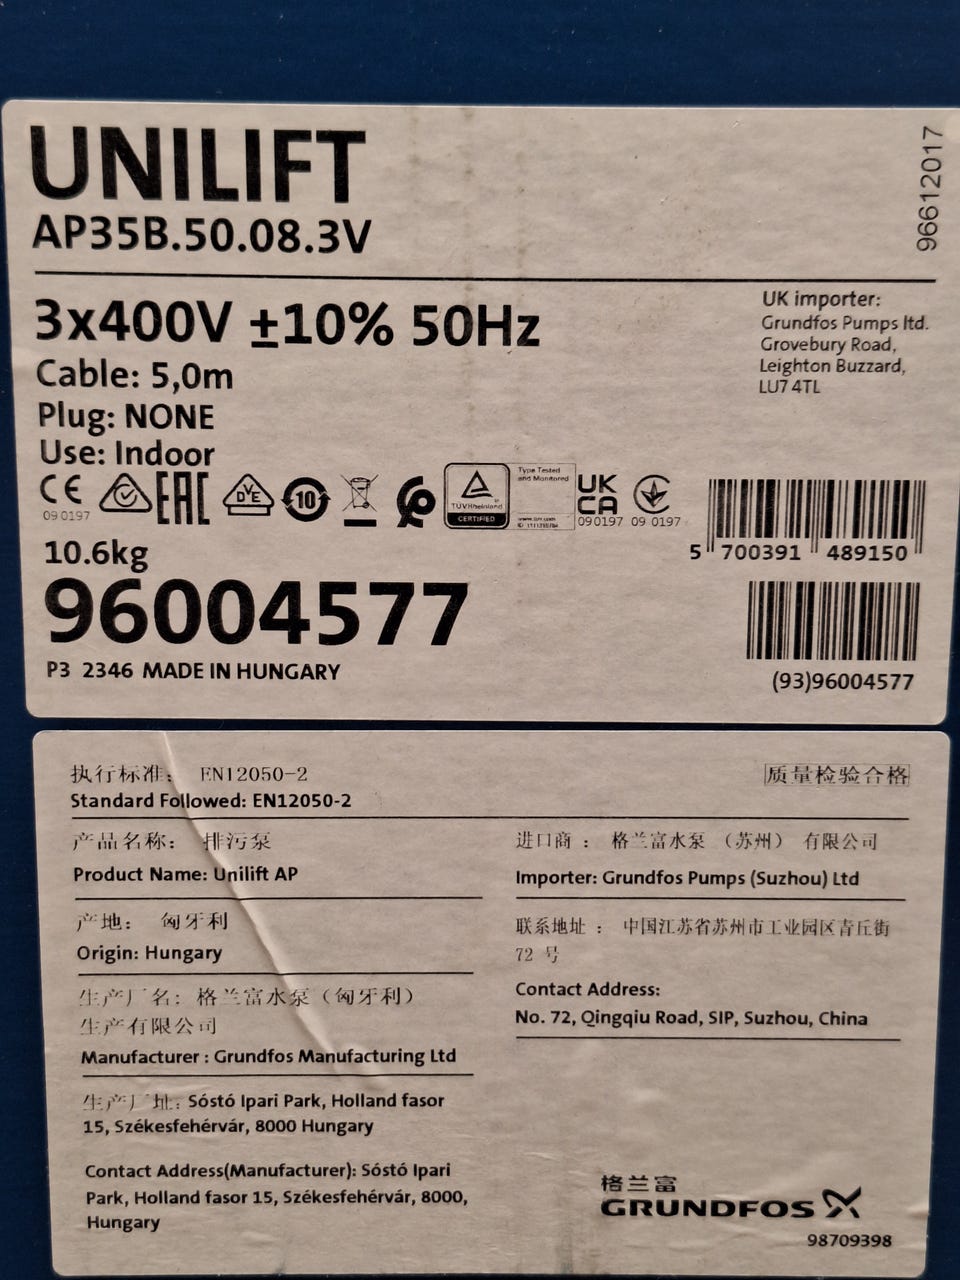 UNILIFT
AP35B.50.08.3V
96612017
3x400V ±10% 50Hz
Cable: 5,0m
Plug: NONE
Use: Indoor
UK importer:
Grundfos Pumps ltd.
Grovebury Road,
Leighton Buzzard,
LU7 4TL
CE
09 0197
EAC
DVE
10
TÜVRheinland
CERTIFIED
Type Tested
and Monitored
www.tuv.com
UK
CA
09 0197
09 0197
5 700391 489150
10.6kg
96004577
P3 2346 MADE IN HUNGARY
(93)96004577
执行标准: EN12050-2
质量检验合格
Standard Followed: EN12050-2
产品名称: 排污泵
Product Name: Unilift AP
产地: 匈牙利
Origin: Hungary
生产厂名: 格兰富水泵（匈牙利）
生产有限公司
Manufacturer : Grundfos Manufacturing Ltd
生产厂址: Sóstó Ipari Park, Holland fasor
15, Székesfehérvár, 8000 Hungary
Contact Address(Manufacturer): Sóstó Ipari
Park, Holland fasor 15, Székesfehérvár, 8000,
Hungary
进口商 : 格兰富水泵 （苏州） 有限公司
Importer: Grundfos Pumps (Suzhou) Ltd
联系地址 : 中国江苏省苏州市工业园区青丘街
72 号
Contact Address:
No. 72, Qingqiu Road, SIP, Suzhou, China
格兰富
GRUNDFOS
98709398